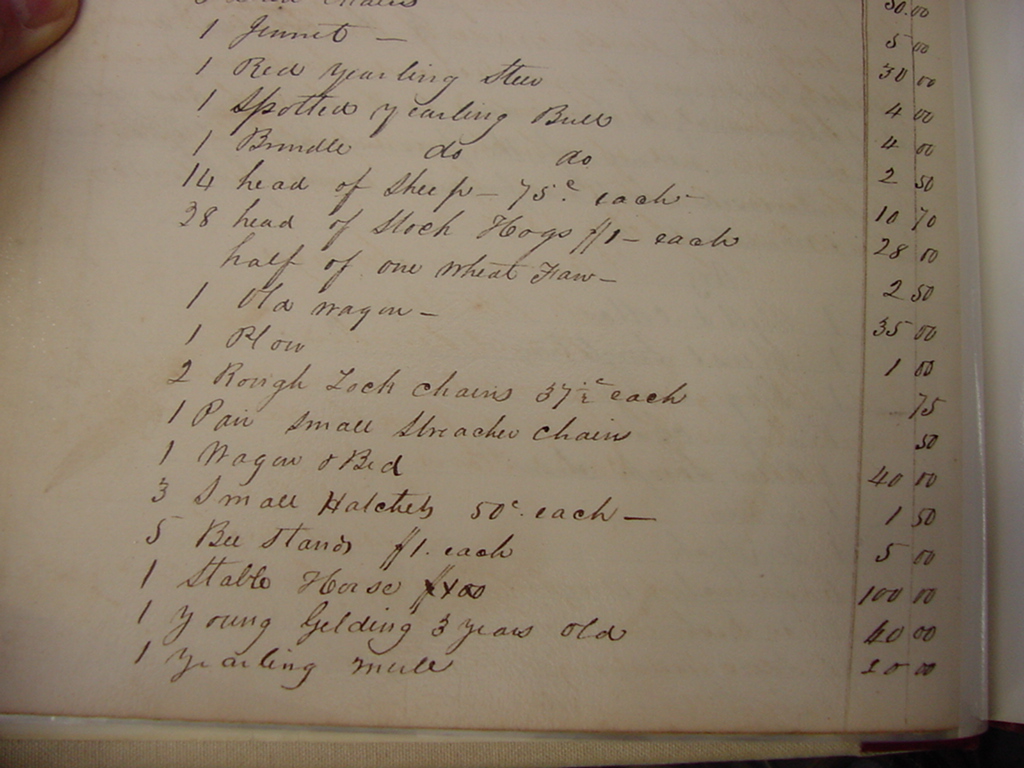 50.00
chairs 5 00
1 Jennet — 30 00
1 Red yearling Steer 4 00
1 Spotted yearling Bull 4 00
1 Brindle do do 2 50
14 head of Sheep — 75c each — 10 70
28 head of Stock Hogs $1 — each 28 00
half of one wheat Fan — 2 50
1 Old wagon — 35 00
1 Plow 1 00
2 Rough Lock chains 37½c each 75
1 Pair small Streacher chains 50
1 Wagon & Bed 40 00
3 Small Hatchets 50c each — 1 50
5 Bee Stands $1. each 5 00
1 Stable Horse 100 00
1 Young Gelding 3 years old 40 00
1 yearling mule 20 00